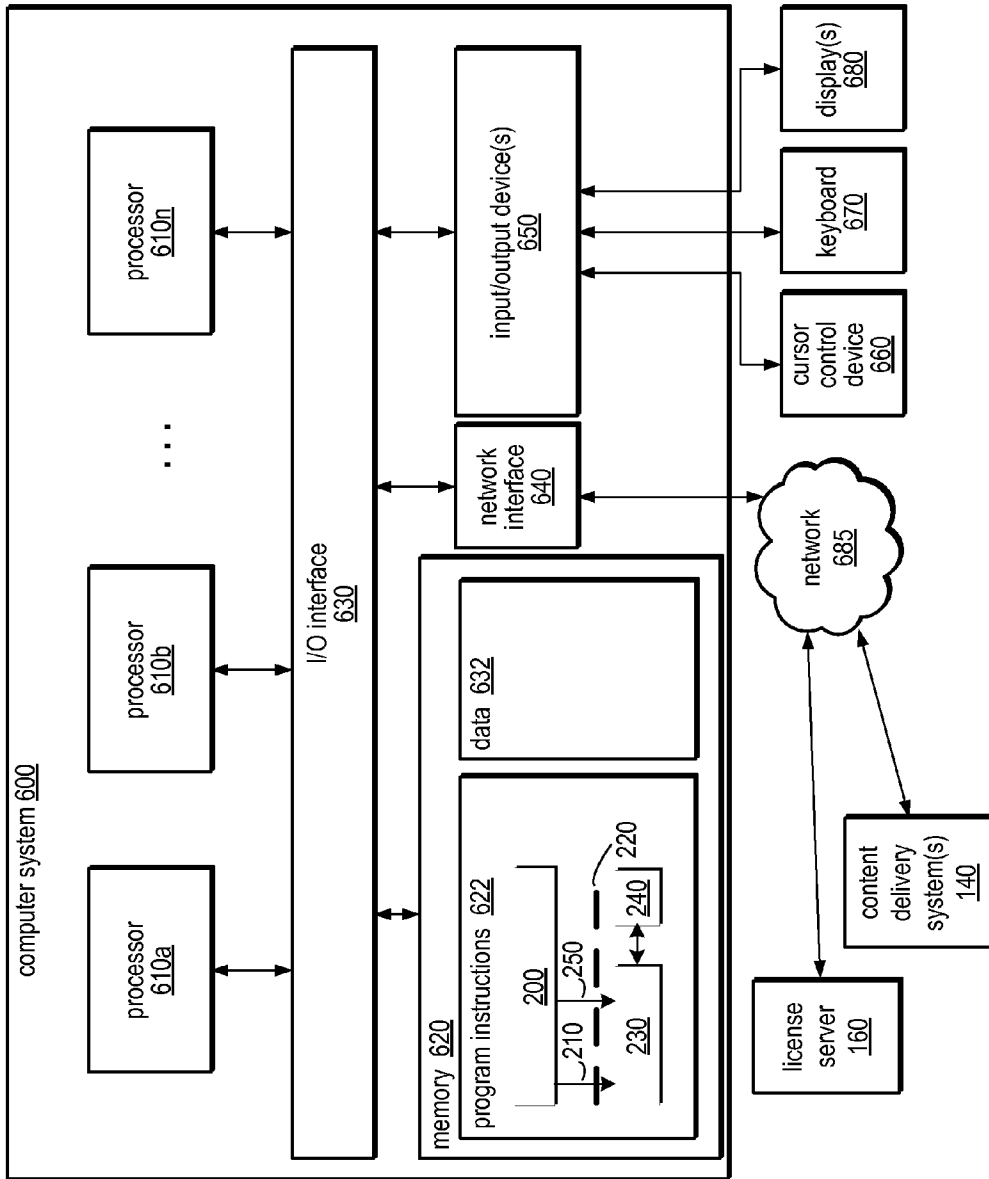 computer system 600
processor
610a
processor
610b
. . .
processor
610n
I/O interface
630
memory 620
program instructions 622
200
210
250
220
230
240
data 632
network
interface
640
input/output device(s)
650
license
server
160
content
delivery
system(s)
140
network
685
cursor
control
device
660
keyboard
670
display(s)
680